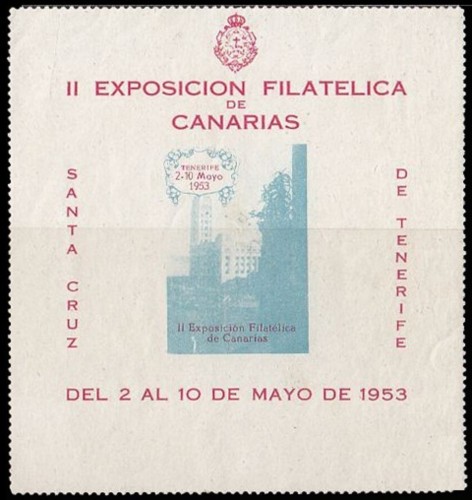 II EXPOSICION FILATELICA
DE
CANARIAS
SANTA CRUZ
DE TENERIFE
TENERIFE
2-10 Mayo
1953
II Exposición Filatélica
de Canarias
DEL 2 AL 10 DE MAYO DE 1953